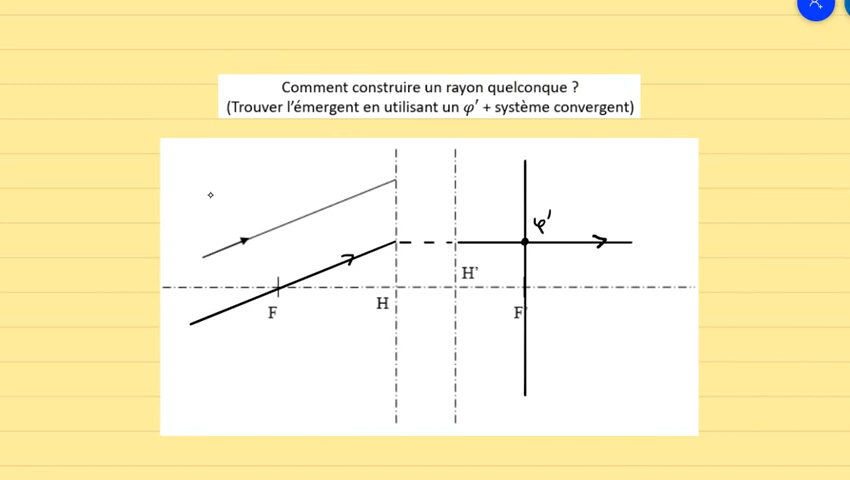 Comment construire un rayon quelconque ?
(Trouver l’émergent en utilisant un φ′ + système convergent)
φ'
H'
F
H
F'